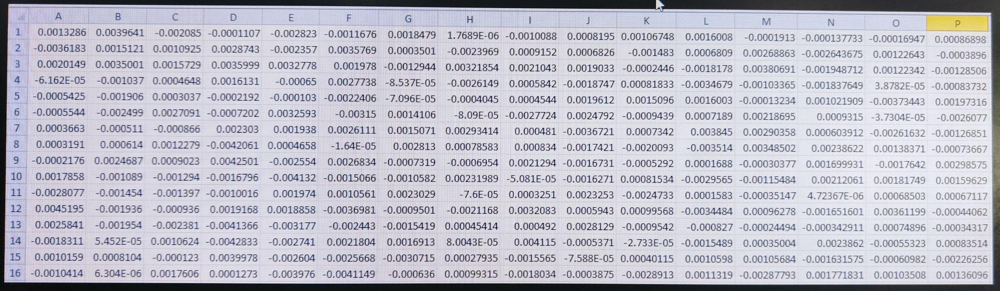 A B C D E F G H I J K L M N O P
1 0.0013286 0.0039641 -0.002085 -0.0001107 -0.002823 -0.0011676 0.0018479 1.7689E-06 -0.0010088 0.0008195 0.00106748 0.0016008 -0.0001913 -0.000137733 -0.00016947 0.00086898
2 -0.0036183 0.0015121 0.0010925 0.0028743 -0.002357 0.0035769 0.0003501 -0.0023969 0.0009152 0.0006826 -0.001483 0.0006809 0.00268863 -0.002643675 0.00122643 -0.0003896
3 0.0020149 0.0035001 0.0015729 0.0035999 0.0032778 0.001978 -0.0012944 0.00321854 0.0021043 0.0019033 -0.0002446 -0.0018178 0.00380691 -0.001948712 0.00122342 -0.00128506
4 -6.162E-05 -0.001037 0.0004648 0.0016131 -0.00065 0.0027738 -8.537E-05 -0.0026149 0.0005842 -0.0018747 0.00081833 -0.0034679 -0.00103365 -0.001837649 3.8782E-05 -0.00083732
5 -0.0005425 -0.001906 0.0003037 -0.0002192 -0.000103 -0.0022406 -7.096E-05 -0.0004045 0.0004544 0.0019612 0.0015096 0.0016003 -0.00013234 0.001021909 -0.00373443 0.00197316
6 -0.0005544 -0.002499 0.0027091 -0.0007202 0.0032593 -0.00315 0.0014106 -8.09E-05 -0.0027724 0.0024792 -0.0009439 0.0007189 0.00218695 0.0009315 -3.7304E-05 -0.0026077
7 0.0003663 -0.000511 -0.000866 0.002303 0.001938 0.0026111 0.0015071 0.00293414 0.000481 -0.0036721 0.0007342 0.003845 0.00290358 0.000603912 -0.00261632 -0.00126851
8 0.0003191 0.000614 0.0012279 -0.0042061 0.0004658 -1.64E-05 0.002813 0.00078583 0.000834 -0.0017421 -0.0020093 -0.003514 0.00348502 0.00238622 0.00138371 -0.00073667
9 -0.0002176 0.0024687 0.0009023 0.0042501 -0.002554 0.0026834 -0.0007319 -0.0006954 0.0021294 -0.0016731 -0.0005292 0.0001688 -0.00030377 0.001699931 -0.0017642 0.00298575
10 0.0017858 -0.001089 -0.001294 -0.0016796 -0.004132 -0.0015066 -0.0010582 0.00231989 -5.081E-05 -0.0016271 0.00081534 -0.0029565 -0.00115484 0.00212061 0.00181749 0.00159629
11 -0.0028077 -0.001454 -0.001397 -0.0010016 0.001974 0.0010561 0.0023029 -7.6E-05 0.0003251 0.0023253 -0.0024733 0.0001583 -0.00035147 4.72367E-06 0.00068503 0.00067117
12 0.0045195 -0.001936 -0.000936 0.0019168 0.0018858 -0.0036981 -0.0009501 -0.0021168 0.0032083 0.0005943 0.00099568 -0.0034484 0.00096278 -0.001651601 0.00361199 -0.00044062
13 0.0025841 -0.001954 -0.002381 -0.0041366 -0.003177 -0.002443 -0.0015419 0.00045414 0.000492 0.0028129 -0.0009542 -0.000827 -0.00024494 -0.000342911 0.00074896 -0.00034317
14 -0.0018311 5.452E-05 0.0010624 -0.0042833 -0.002741 0.0021804 0.0016913 8.0043E-05 0.004115 -0.0005371 -2.733E-05 -0.0015489 0.00035004 0.0023862 -0.00055323 0.00083514
15 0.0010159 0.0008104 -0.000123 0.0039978 -0.002604 -0.0025668 -0.0030715 0.00027935 -0.0015565 -7.588E-05 0.00040115 0.0010598 0.00105684 -0.001631575 -0.00060982 -0.00226256
16 -0.0010414 6.304E-06 0.0017606 0.0001273 -0.003976 -0.0041149 -0.000636 0.00099315 -0.0018034 -0.0003875 -0.0028913 0.0011319 -0.00287793 0.001771831 0.00103508 0.00136096